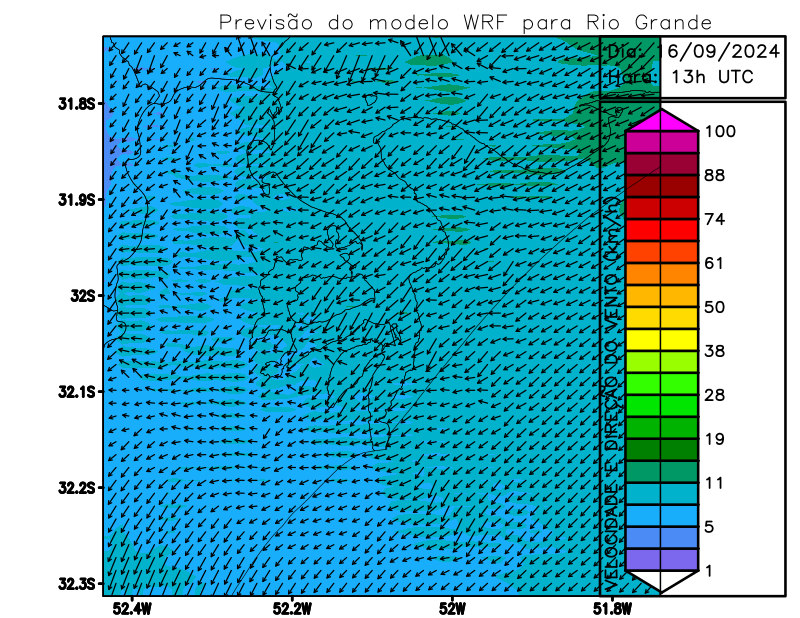 Previsão do modelo WRF para Rio Grande
Dia: 16/09/2024
Hora: 13h UTC
31.8S
31.9S
32S
32.1S
32.2S
32.3S
52.4W
52.2W
52W
51.8W
VELOCIDADE E DIREÇÃO DO VENTO (km/h)
100
88
74
61
50
38
28
19
11
5
1